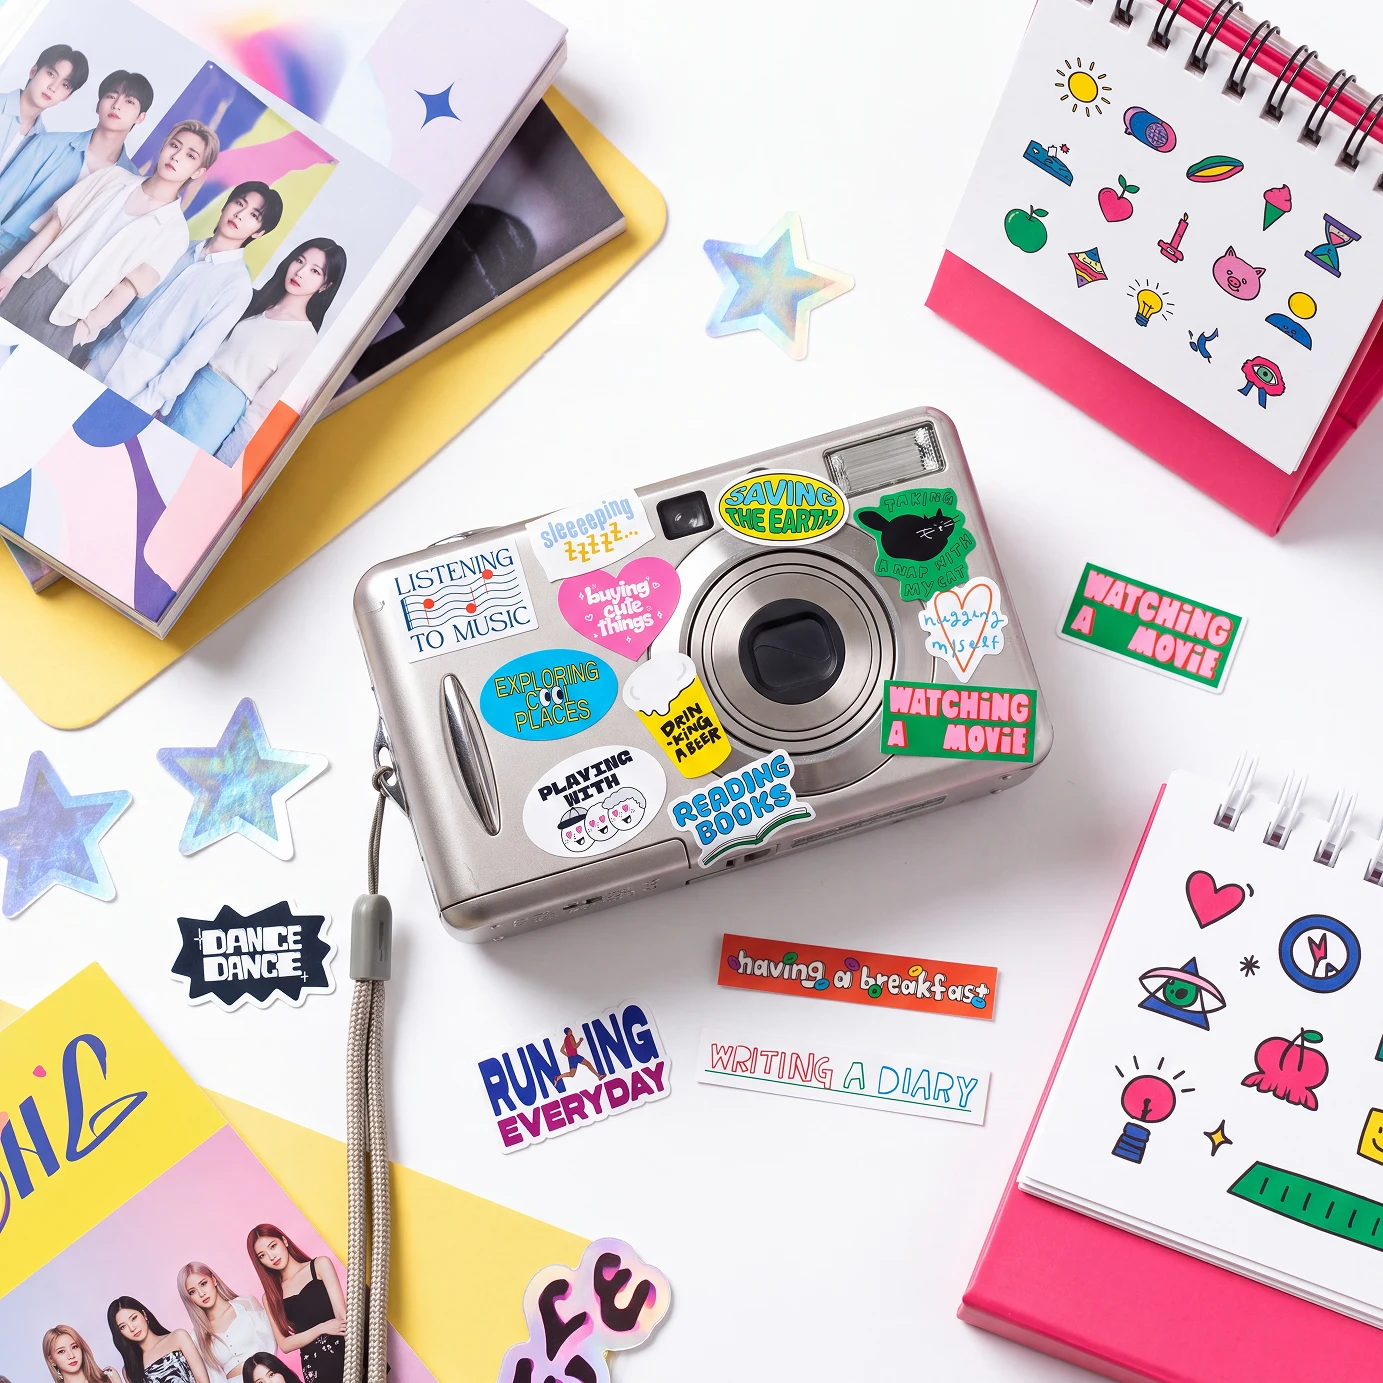 SAVING
THE EARTH
sleeeeping
zzzzz...
TAKING
A NAP WITH
MY CAT
LISTENING
TO MUSIC
buying
cute
things
hugging
myself
EXPLORING
COOL
PLACES
DRIN
-KING
A BEER
WATCHiNG
A MOViE
WATCHiNG
A MOViE
PLAYING
WITH
READING
BOOKS
DANCE
DANCE
having a breakfast
RUNNING
EVERYDAY
WRITING A DIARY